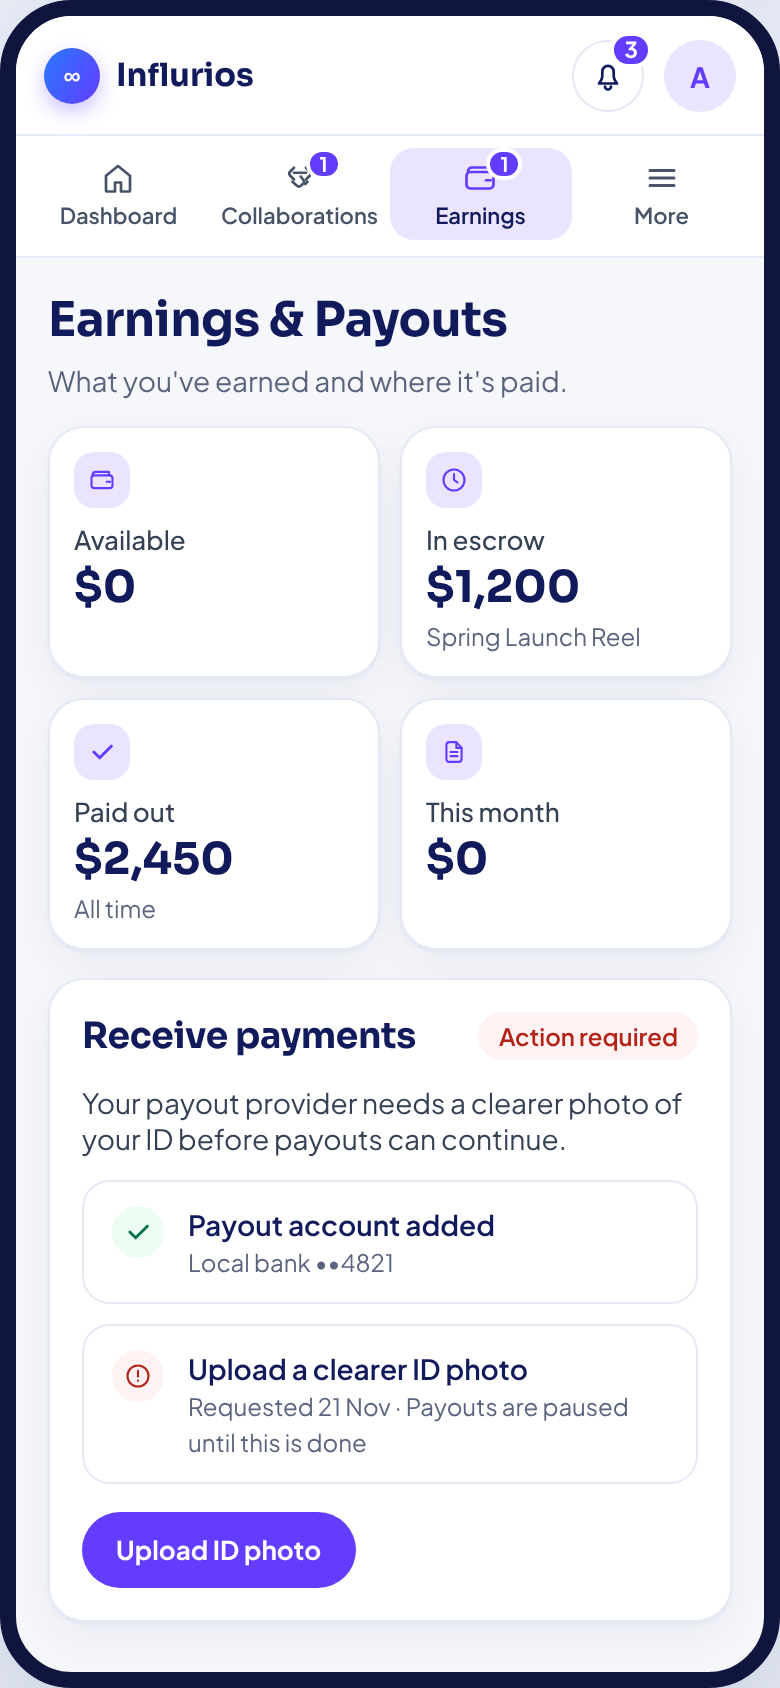 ∞ Influrios 3 A
Dashboard
1 Collaborations
1 Earnings
More
Earnings & Payouts
What you've earned and where it's paid.
Available
$0
In escrow
$1,200
Spring Launch Reel
Paid out
$2,450
All time
This month
$0
Receive payments
Action required
Your payout provider needs a clearer photo of
your ID before payouts can continue.
Payout account added
Local bank ••4821
Upload a clearer ID photo
Requested 21 Nov · Payouts are paused
until this is done
Upload ID photo